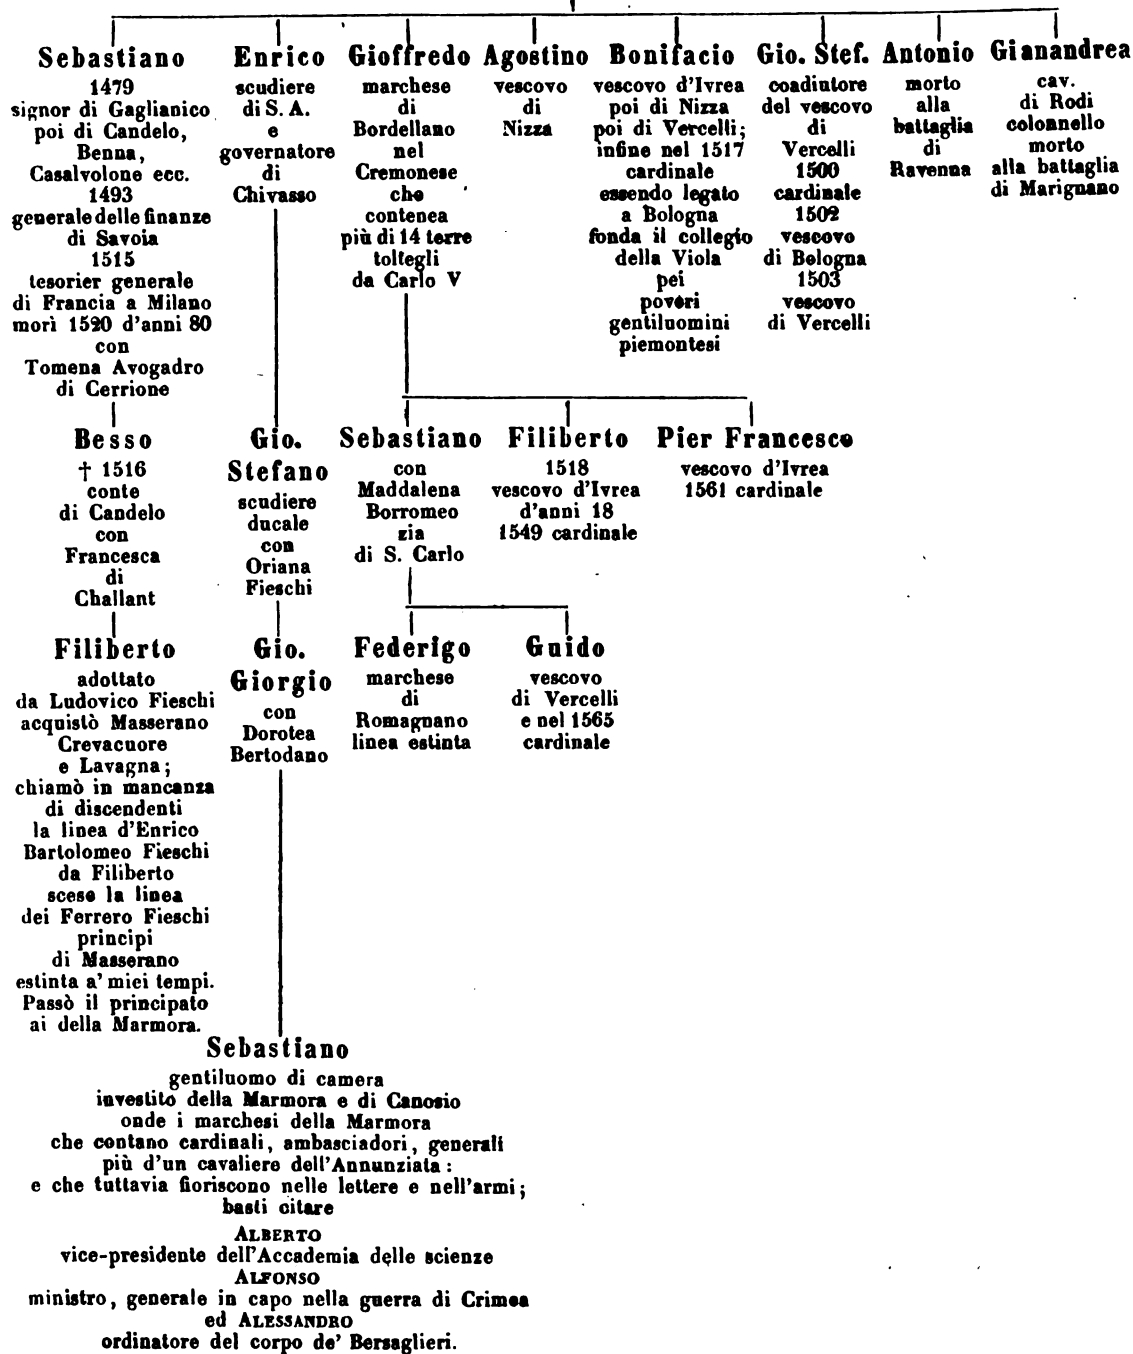 Sebastiano
1479
signor di Gaglianico
poi di Candelo,
Benna,
Casalvolone ecc.
1493
generale delle finanze
di Savoia
1515
tesorier generale
di Francia a Milano
morì 1520 d'anni 80
con
Tomena Avogadro
di Cerrione
Enrico
scudiere
di S. A.
e
governatore
di
Chivasso
Gioffredo
marchese
di
Bordellano
nel
Cremonese
che
contenea
più di 14 terre
toltegli
da Carlo V
Agostino
vescovo
di
Nizza
Bonifacio
vescovo d'Ivrea
poi di Nizza
poi di Vercelli;
infine nel 1517
cardinale
essendo legato
a Bologna
fonda il collegio
della Viola
pei
poveri
gentiluomini
piemontesi
Gio. Stef.
coadiutore
del vescovo
di
Vercelli
1500
cardinale
1502
vescovo
di Bologna
1503
vescovo
di Vercelli
Antonio
morto
alla
battaglia
di
Ravenna
Gianandrea
cav.
di Rodi
colonnello
morto
alla battaglia
di Marignano
Besso
† 1516
conte
di Candelo
con
Francesca
di
Challant
Gio.
Stefano
scudiere
ducale
con
Oriana
Fieschi
Sebastiano
con
Maddalena
Borromeo
zia
di S. Carlo
Filiberto
1518
vescovo d'Ivrea
d'anni 18
1549 cardinale
Pier Francesco
vescovo d'Ivrea
1561 cardinale
Filiberto
adottato
da Ludovico Fieschi
acquistò Masserano
Crevacuore
e Lavagna;
chiamò in mancanza
di discendenti
la linea d'Enrico
Bartolomeo Fieschi
da Filiberto
scese la linea
dei Ferrero Fieschi
principi
di Masserano
estinta a' miei tempi.
Passò il principato
ai della Marmora.
Gio.
Giorgio
con
Dorotea
Bertodano
Federigo
marchese
di
Romagnano
linea estinta
Guido
vescovo
di Vercelli
e nel 1565
cardinale
Sebastiano
gentiluomo di camera
investito della Marmora e di Canosio
onde i marchesi della Marmora
che contano cardinali, ambasciadori, generali
più d'un cavaliere dell'Annunziata:
e che tuttavia fioriscono nelle lettere e nell'armi;
basti citare
ALBERTO
vice-presidente dell'Accademia delle scienze
ALFONSO
ministro, generale in capo nella guerra di Crimea
ed ALESSANDRO
ordinatore del corpo de' Bersaglieri.